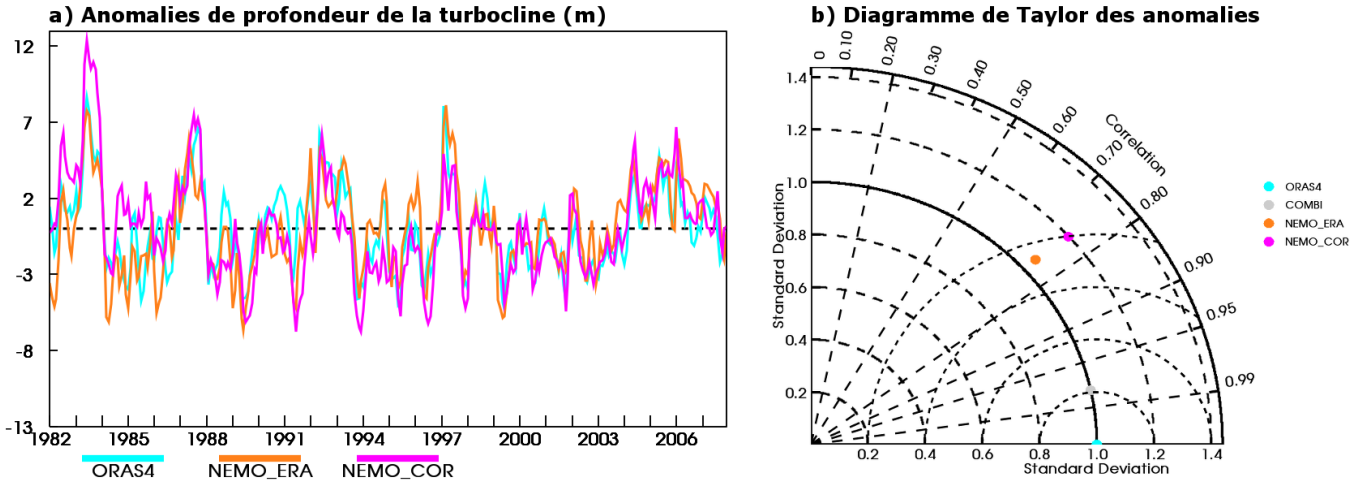 a) Anomalies de profondeur de la turbocline (m)
12
7
2
-3
-8
-13
1982 1985 1988 1991 1994 1997 2000 2003 2006
ORAS4 NEMO_ERA NEMO_COR
b) Diagramme de Taylor des anomalies
0 0.10 0.20 0.30 0.40 0.50 0.60 0.70 0.80 0.90 0.95 0.99
Correlation
1.4
1.2
1.0
0.8
0.6
0.4
0.2
Standard Deviation
0.2 0.4 0.6 0.8 1.0 1.2 1.4
Standard Deviation
ORAS4
COMBI
NEMO_ERA
NEMO_COR